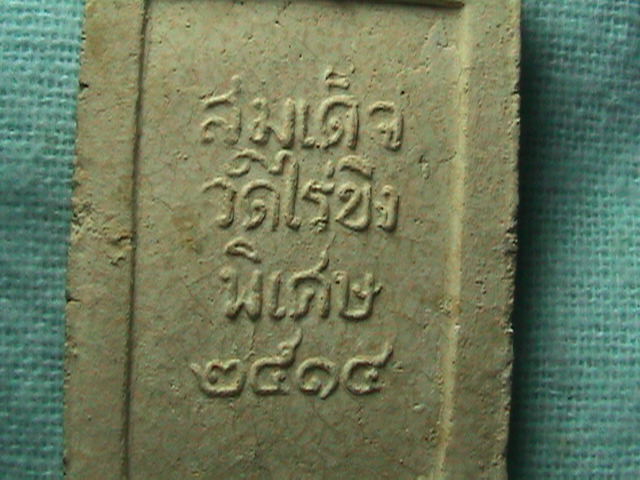 สมเด็จ
วัดไร่ขิง
พิเศษ
๒๕๑๔